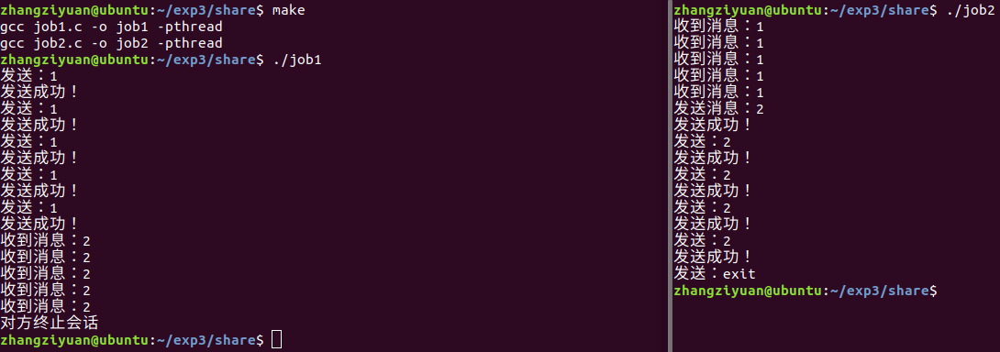 zhangziyuan@ubuntu:~/exp3/share$ make
gcc job1.c -o job1 -pthread
gcc job2.c -o job2 -pthread
zhangziyuan@ubuntu:~/exp3/share$ ./job1
发送：1
发送成功！
发送：1
发送成功！
发送：1
发送成功！
发送：1
发送成功！
发送：1
发送成功！
收到消息：2
收到消息：2
收到消息：2
收到消息：2
收到消息：2
对方终止会话
zhangziyuan@ubuntu:~/exp3/share$
zhangziyuan@ubuntu:~/exp3/share$ ./job2
收到消息：1
收到消息：1
收到消息：1
收到消息：1
收到消息：1
发送消息：2
发送成功！
发送：2
发送成功！
发送：2
发送成功！
发送：2
发送成功！
发送：2
发送成功！
发送：exit
zhangziyuan@ubuntu:~/exp3/share$